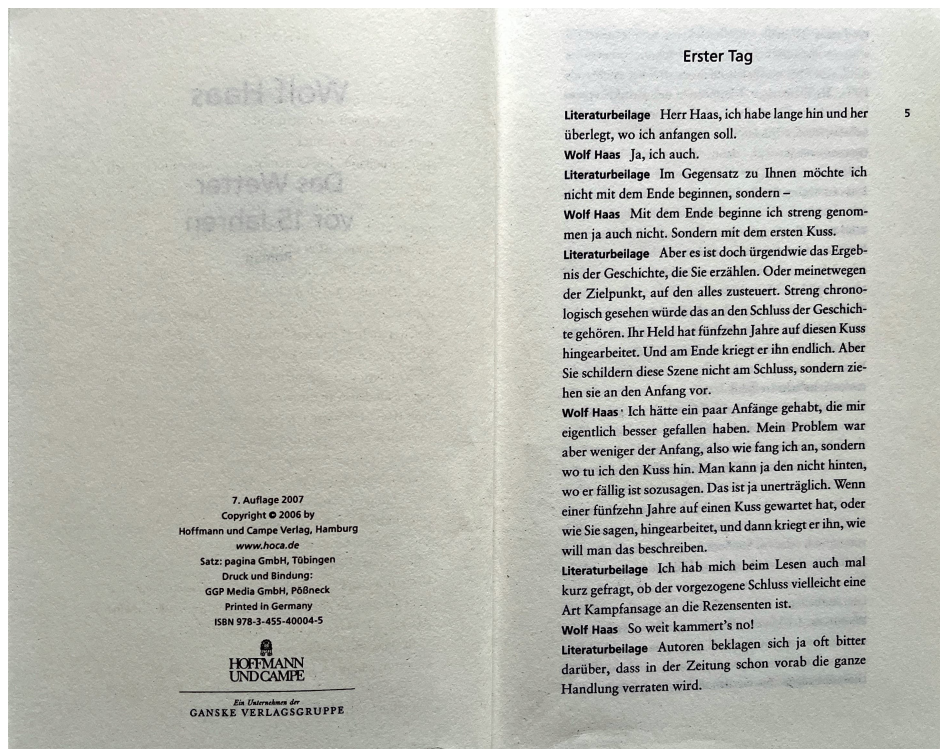 Wolf Haas
Das Wetter
vor 15 Jahren
Roman
7. Auflage 2007
Copyright © 2006 by
Hoffmann und Campe Verlag, Hamburg
www.hoca.de
Satz: pagina GmbH, Tübingen
Druck und Bindung:
GGP Media GmbH, Pößneck
Printed in Germany
ISBN 978-3-455-40004-5
HOFFMANN
UND CAMPE
Ein Unternehmen der
GANSKE VERLAGSGRUPPE
Erster Tag
Literaturbeilage Herr Haas, ich habe lange hin und her 5
überlegt, wo ich anfangen soll.
Wolf Haas Ja, ich auch.
Literaturbeilage Im Gegensatz zu Ihnen möchte ich
nicht mit dem Ende beginnen, sondern –
Wolf Haas Mit dem Ende beginne ich streng genom-
men ja auch nicht. Sondern mit dem ersten Kuss.
Literaturbeilage Aber es ist doch ürgendwie das Ergeb-
nis der Geschichte, die Sie erzählen. Oder meinetwegen
der Zielpunkt, auf den alles zusteuert. Streng chrono-
logisch gesehen würde das an den Schluss der Geschich-
te gehören. Ihr Held hat fünfzehn Jahre auf diesen Kuss
hingearbeitet. Und am Ende kriegt er ihn endlich. Aber
Sie schildern diese Szene nicht am Schluss, sondern zie-
hen sie an den Anfang vor.
Wolf Haas Ich hätte ein paar Anfänge gehabt, die mir
eigentlich besser gefallen haben. Mein Problem war
aber weniger der Anfang, also wie fang ich an, sondern
wo tu ich den Kuss hin. Man kann ja den nicht hinten,
wo er fällig ist sozusagen. Das ist ja unerträglich. Wenn
einer fünfzehn Jahre auf einen Kuss gewartet hat, oder
wie Sie sagen, hingearbeitet, und dann kriegt er ihn, wie
will man das beschreiben.
Literaturbeilage Ich hab mich beim Lesen auch mal
kurz gefragt, ob der vorgezogene Schluss vielleicht eine
Art Kampfansage an die Rezensenten ist.
Wolf Haas So weit kammert's no!
Literaturbeilage Autoren beklagen sich ja oft bitter
darüber, dass in der Zeitung schon vorab die ganze
Handlung verraten wird.